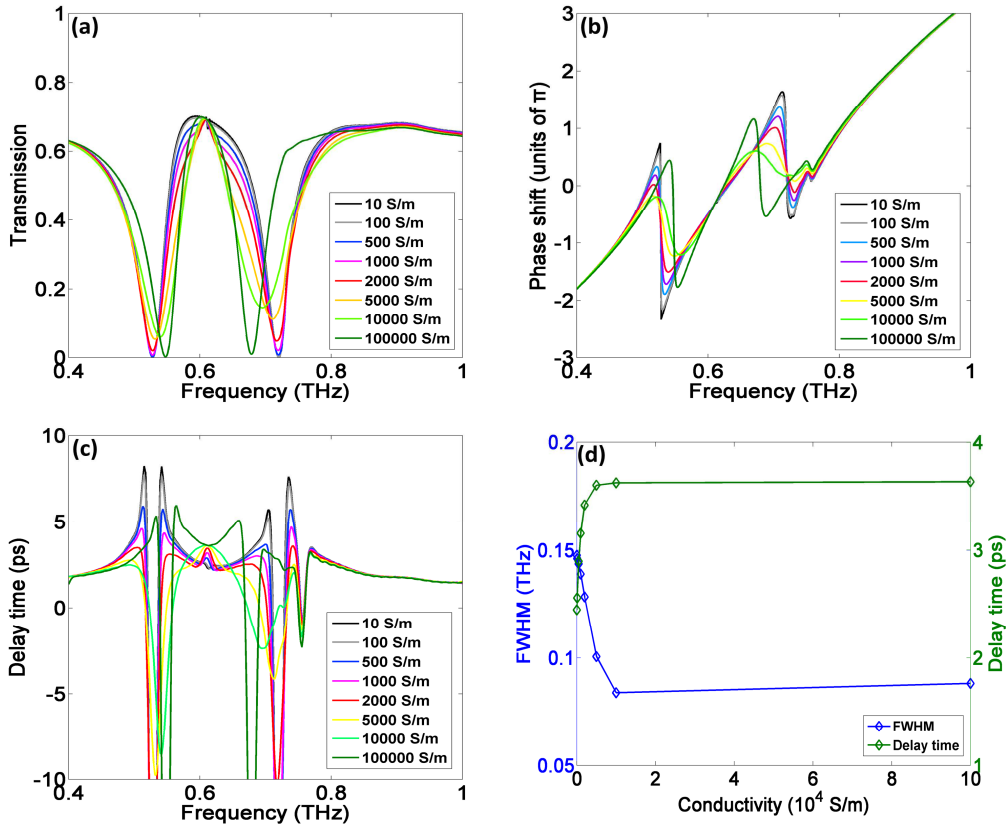 (a)
1
0.8
0.6
0.4
0.2
0
Transmission
0.4
0.6
0.8
1
Frequency (THz)
10 S/m
100 S/m
500 S/m
1000 S/m
2000 S/m
5000 S/m
10000 S/m
100000 S/m
(b)
3
2
1
0
-1
-2
-3
Phase shift (units of π)
0.4
0.6
0.8
1
Frequency (THz)
10 S/m
100 S/m
500 S/m
1000 S/m
2000 S/m
5000 S/m
10000 S/m
100000 S/m
(c)
10
5
0
-5
-10
Delay time (ps)
0.4
0.6
0.8
1
Frequency (THz)
10 S/m
100 S/m
500 S/m
1000 S/m
2000 S/m
5000 S/m
10000 S/m
100000 S/m
(d)
0.2
0.15
0.1
0.05
FWHM (THz)
4
3
2
1
Delay time (ps)
0
2
4
6
8
10
Conductivity (10⁴ S/m)
FWHM
Delay time